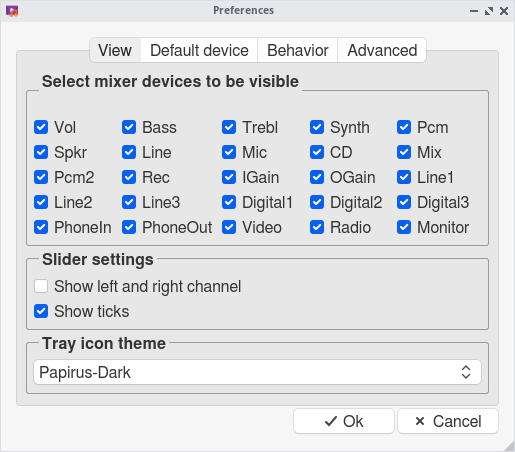 Preferences
View Default device Behavior Advanced
Select mixer devices to be visible
Vol Bass Trebl Synth Pcm
Spkr Line Mic CD Mix
Pcm2 Rec IGain OGain Line1
Line2 Line3 Digital1 Digital2 Digital3
PhoneIn PhoneOut Video Radio Monitor
Slider settings
Show left and right channel
Show ticks
Tray icon theme
Papirus-Dark
Ok Cancel